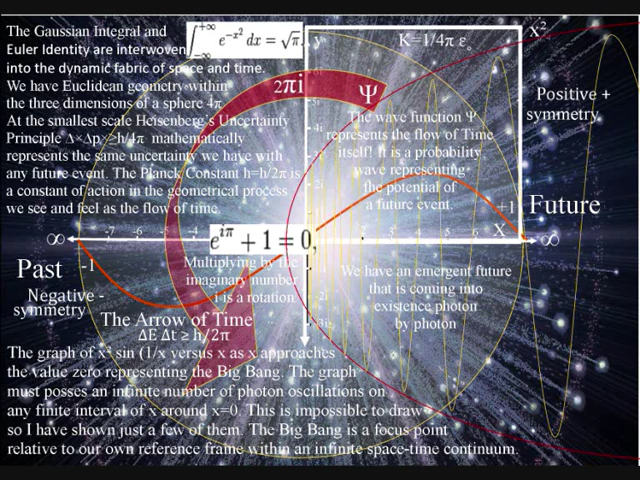 The Gaussian Integral and
Euler Identity are interwoven
into the dynamic fabric of space and time.
We have Euclidean geometry within
the three dimensions of a sphere 4π
At the smallest scale Heisenberg's Uncertainty
Principle Δ×Δpₓ>h/4π mathematically
represents the same uncertainty we have with
any future event. The Planck Constant h=h/2π is
a constant of action in the geometrical process
we see and feel as the flow of time.
∫₋∞⁺∞ e^{-x²} dx = √π.
y
K=1/4π ε。
X²
2πi
Ψ
Positive +
symmetry
The wave function Ψ
represents the flow of Time
itself! It is a probability
wave representing
the potential of
a future event.
+1
Future
∞ -7 -6 -5 -4
X ∞
e^{iπ} + 1 = 0,
Past
-1
Negative -
symmetry
Multiplying by the
imaginary number
i is a rotation
We have an emergent future
that is coming into
existence photon
by photon
The Arrow of Time
ΔE Δt ≥ h/2π
The graph of x² sin (1/x versus x as x approaches
the value zero representing the Big Bang. The graph
must posses an infinite number of photon oscillations on
any finite interval of x around x=0. This is impossible to draw
so I have shown just a few of them. The Big Bang is a focus point
relative to our own reference frame within an infinite space-time continuum.